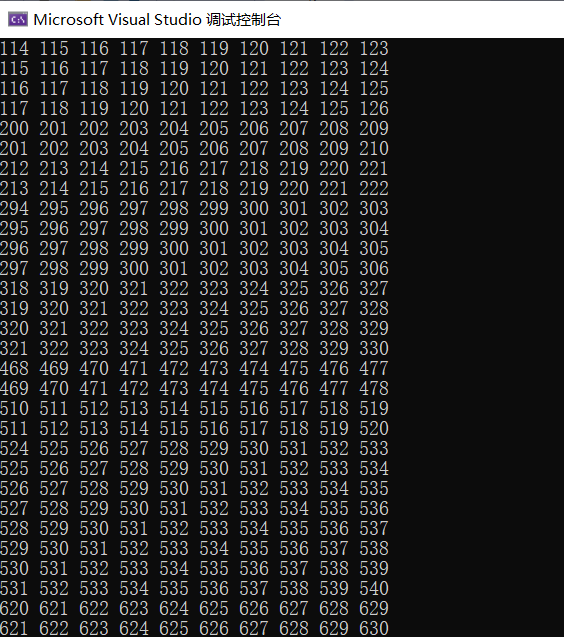 Microsoft Visual Studio 调试控制台
114 115 116 117 118 119 120 121 122 123
115 116 117 118 119 120 121 122 123 124
116 117 118 119 120 121 122 123 124 125
117 118 119 120 121 122 123 124 125 126
200 201 202 203 204 205 206 207 208 209
201 202 203 204 205 206 207 208 209 210
212 213 214 215 216 217 218 219 220 221
213 214 215 216 217 218 219 220 221 222
294 295 296 297 298 299 300 301 302 303
295 296 297 298 299 300 301 302 303 304
296 297 298 299 300 301 302 303 304 305
297 298 299 300 301 302 303 304 305 306
318 319 320 321 322 323 324 325 326 327
319 320 321 322 323 324 325 326 327 328
320 321 322 323 324 325 326 327 328 329
321 322 323 324 325 326 327 328 329 330
468 469 470 471 472 473 474 475 476 477
469 470 471 472 473 474 475 476 477 478
510 511 512 513 514 515 516 517 518 519
511 512 513 514 515 516 517 518 519 520
524 525 526 527 528 529 530 531 532 533
525 526 527 528 529 530 531 532 533 534
526 527 528 529 530 531 532 533 534 535
527 528 529 530 531 532 533 534 535 536
528 529 530 531 532 533 534 535 536 537
529 530 531 532 533 534 535 536 537 538
530 531 532 533 534 535 536 537 538 539
531 532 533 534 535 536 537 538 539 540
620 621 622 623 624 625 626 627 628 629
621 622 623 624 625 626 627 628 629 630